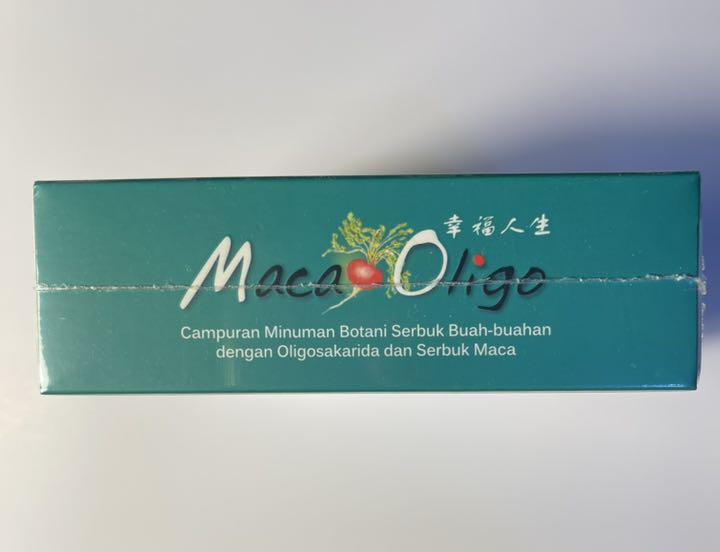 幸福人生
Maca Oligo
Campuran Minuman Botani Serbuk Buah-buahan
dengan Oligosakarida dan Serbuk Maca